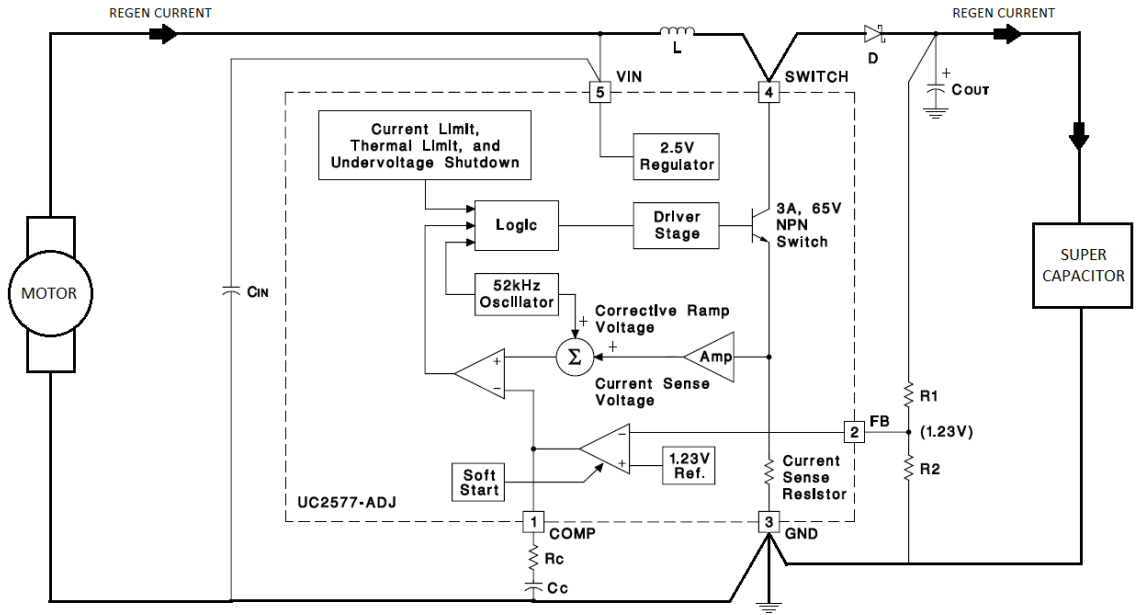 REGEN CURRENT
REGEN CURRENT
L
D
VIN
SWITCH
5
4
+
COUT
Current Limit,
Thermal Limit, and
Undervoltage Shutdown
2.5V
Regulator
3A, 65V
NPN
Switch
Logic
Driver
Stage
SUPER
CAPACITOR
MOTOR
CIN
52kHz
Oscillator
+
Corrective Ramp
Voltage
+
Σ
Amp
+
−
Current Sense
Voltage
R1
2
FB
(1.23V)
−
+
1.23V
Ref.
Soft
Start
Current
Sense
Resistor
R2
UC2577-ADJ
1
COMP
3
GND
Rc
Cc